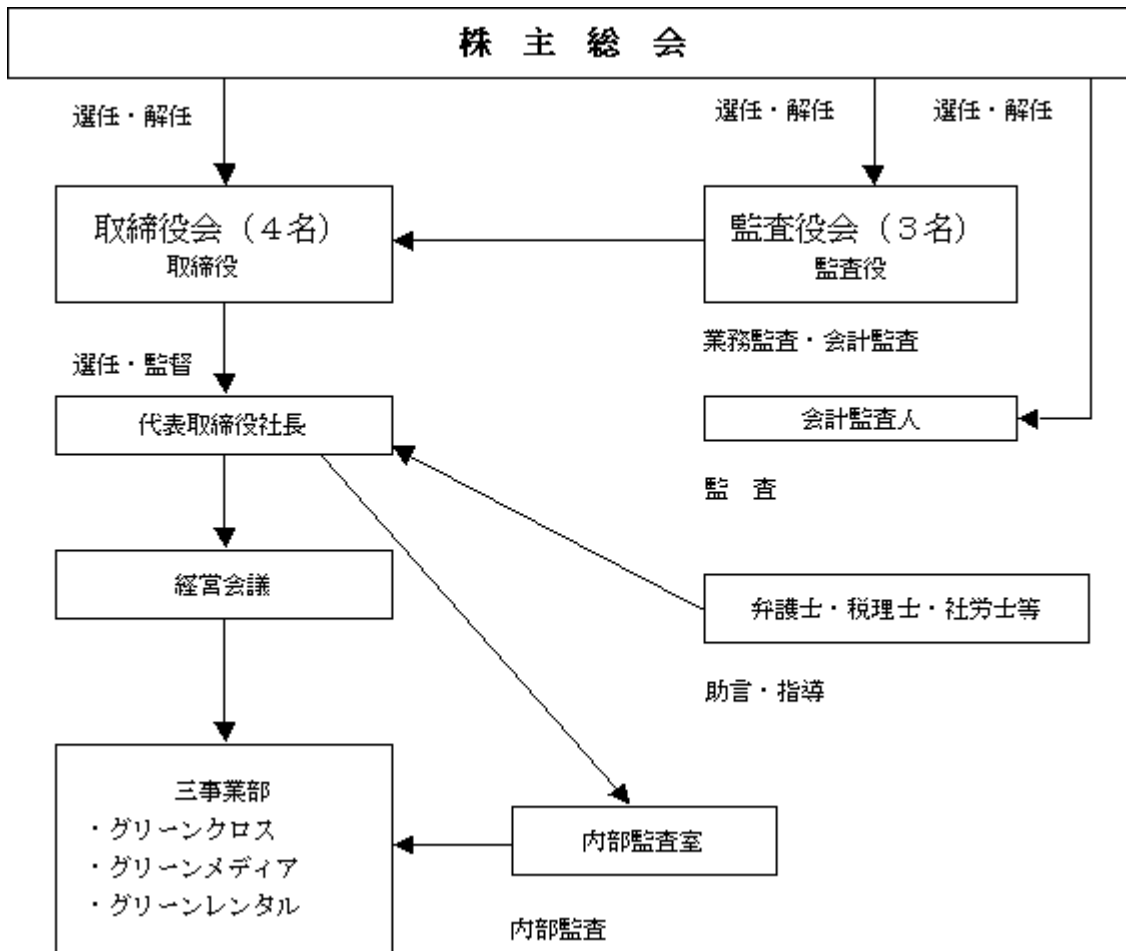 株 主 総 会
選任・解任
選任・解任
選任・解任
取締役会（４名）
取締役
監査役会（３名）
監査役
業務監査・会計監査
選任・監督
代表取締役社長
会計監査人
監 査
経営会議
弁護士・税理士・社労士等
助言・指導
三事業部
・グリーンクロス
・グリーンメディア
・グリーンレンタル
内部監査室
内部監査